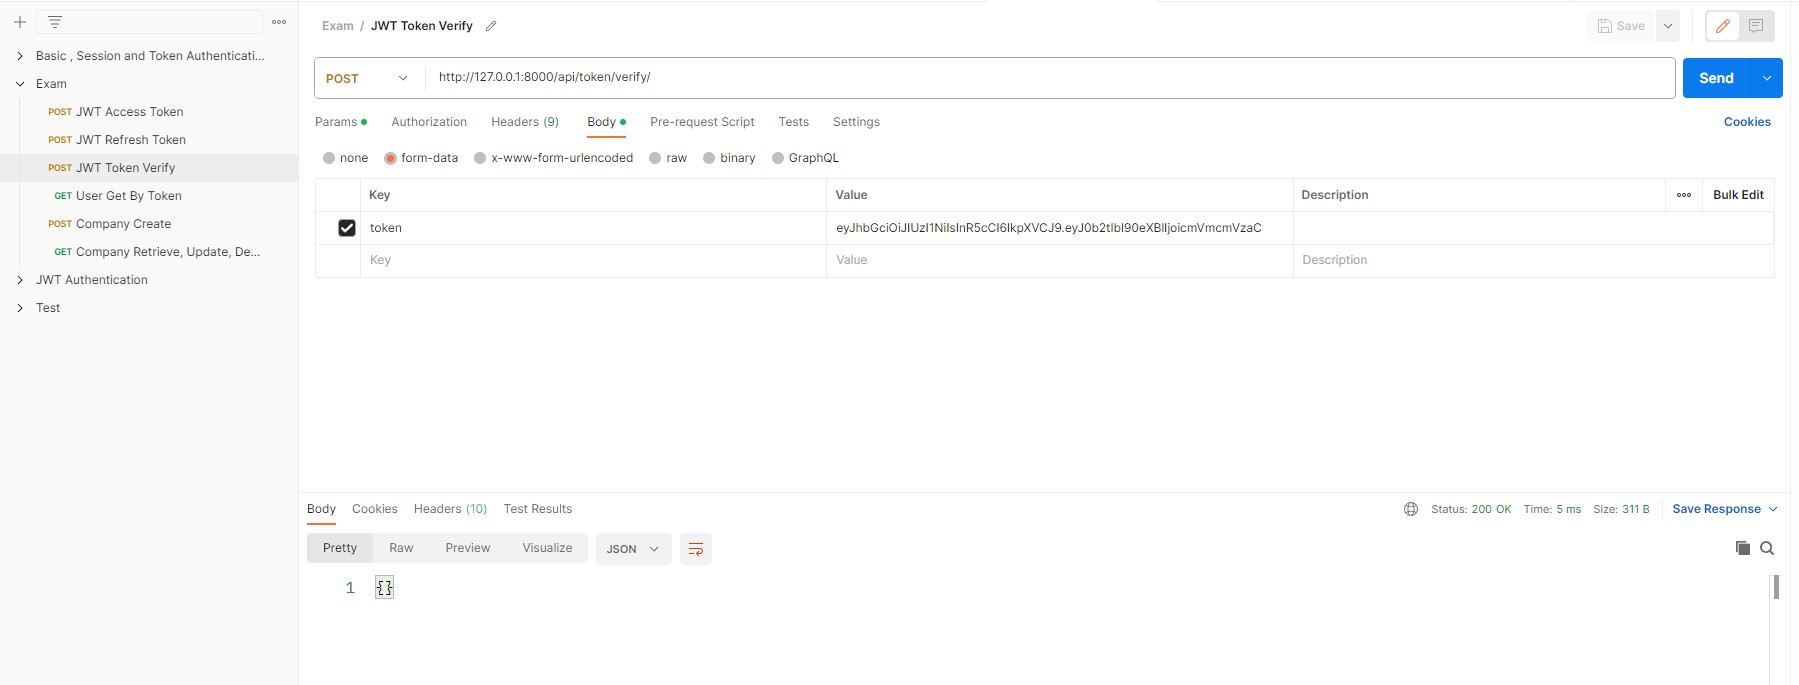 Exam / JWT Token Verify
Save
Basic , Session and Token Authenticati...
Exam
POST JWT Access Token
POST JWT Refresh Token
POST JWT Token Verify
GET User Get By Token
POST Company Create
GET Company Retrieve, Update, De...
JWT Authentication
Test
POST http://127.0.0.1:8000/api/token/verify/ Send
Params Authorization Headers (9) Body Pre-request Script Tests Settings Cookies
none form-data x-www-form-urlencoded raw binary GraphQL
Key Value Description Bulk Edit
token eyJhbGciOiJIUzI1NiIsInR5cCI6IkpXVCJ9.eyJ0b2tlbl90eXBlIjoicmVmcmVzaC
Key Value Description
Body Cookies Headers (10) Test Results Status: 200 OK Time: 5 ms Size: 311 B Save Response
Pretty Raw Preview Visualize JSON
1 {}